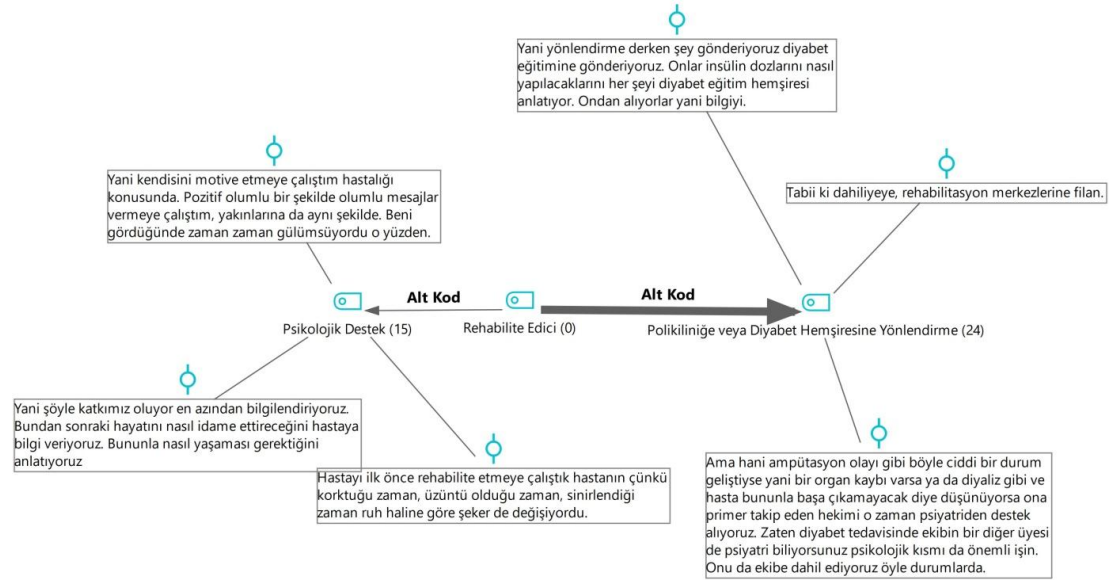 Yani yönlendirme derken şey gönderiyoruz diyabet
eğitimine gönderiyoruz. Onlar insülin dozlarını nasıl
yapılacaklarını her şeyi diyabet eğitim hemşiresi
anlatıyor. Ondan alıyorlar yani bilgiyi.
Yani kendisini motive etmeye çalıştım hastalığı
konusunda. Pozitif olumlu bir şekilde olumlu mesajlar
vermeye çalıştım, yakınlarına da aynı şekilde. Beni
gördüğünde zaman zaman gülümsüyordu o yüzden.
Tabii ki dahiliyeye, rehabilitasyon merkezlerine filan.
Alt Kod
Alt Kod
Psikolojik Destek (15)
Rehabilite Edici (0)
Polikiliniğe veya Diyabet Hemşiresine Yönlendirme (24)
Yani şöyle katkımız oluyor en azından bilgilendiriyoruz.
Bundan sonraki hayatını nasıl idame ettireceğini hastaya
bilgi veriyoruz. Bununla nasıl yaşaması gerektiğini
anlatıyoruz
Hastayı ilk önce rehabilite etmeye çalıştık hastanın çünkü
korktuğu zaman, üzüntü olduğu zaman, sinirlendiği
zaman ruh haline göre şeker de değişiyordu.
Ama hani ampütasyon olayı gibi böyle ciddi bir durum
geliştiyse yani bir organ kaybı varsa ya da diyaliz gibi ve
hasta bununla başa çıkamayacak diye düşünüyorsa ona
primer takip eden hekimi o zaman psiyatriden destek
alıyoruz. Zaten diyabet tedavisinde ekibin bir diğer üyesi
de psiyatri biliyorsunuz psikolojik kısmı da önemli işin.
Onu da ekibe dahil ediyoruz öyle durumlarda.